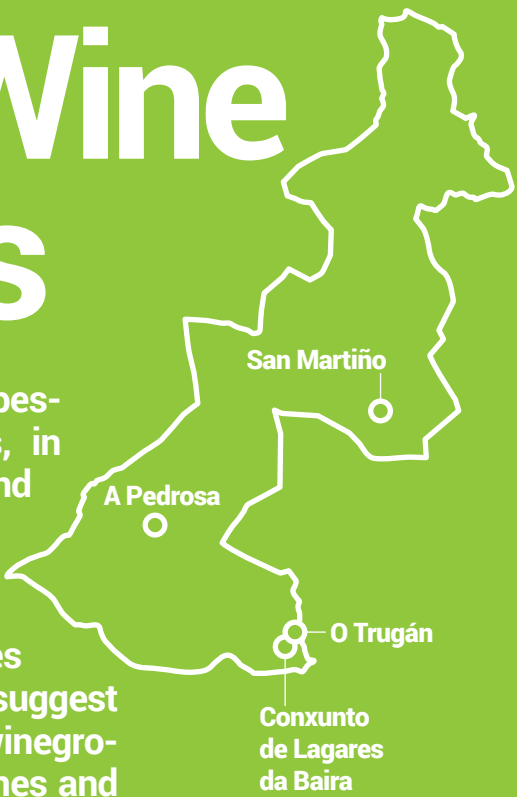 Wine
s
pes-
s, in
nd
es
suggest
vinegro-
nes and
San Martiño
A Pedrosa
O Trugán
Conxunto
de Lagares
da Baira